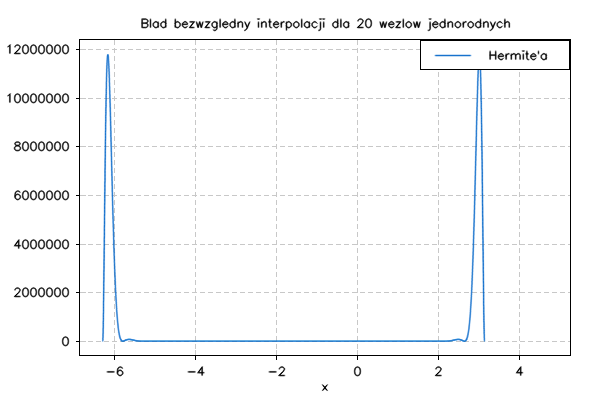 Blad bezwzgledny interpolacji dla 20 wezlow jednorodnych
Hermite'a
12000000
10000000
8000000
6000000
4000000
2000000
0
−6 −4 −2 0 2 4
x